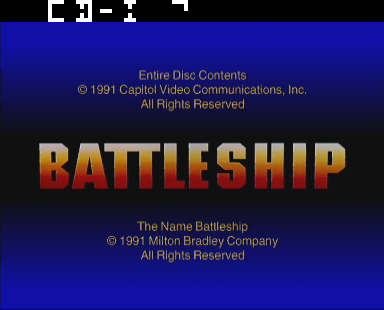 Entire Disc Contents
© 1991 Capitol Video Communications, Inc.
All Rights Reserved
BATTLESHIP
The Name Battleship
© 1991 Milton Bradley Company
All Rights Reserved